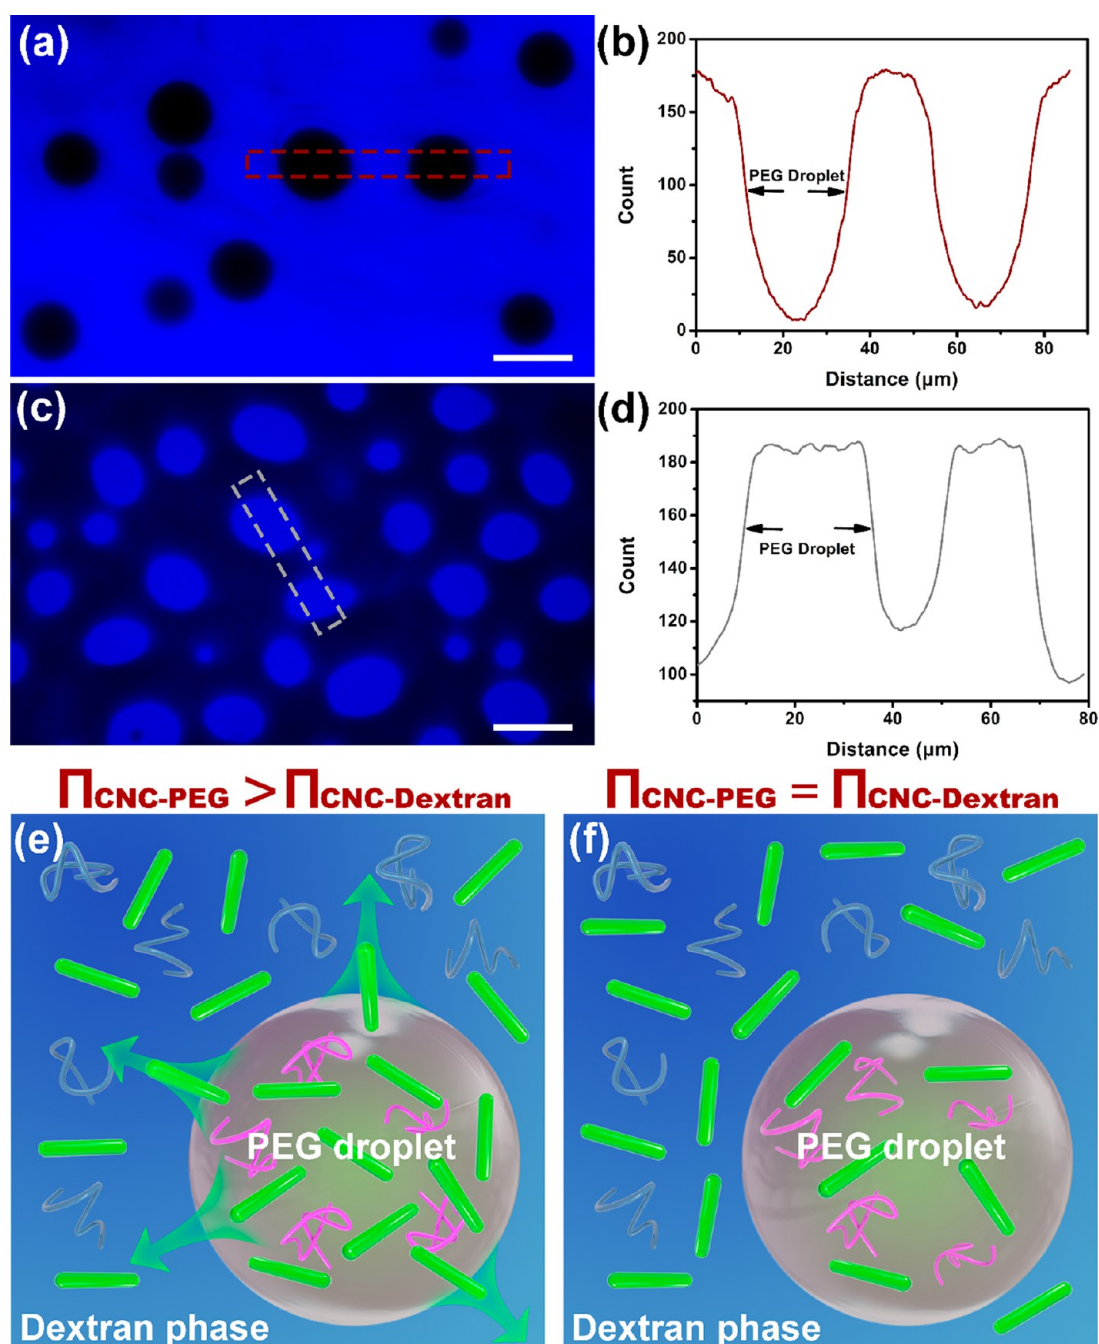 (a)
(b)
200
150
100
50
0
Count
PEG Droplet
0 20 40 60 80
Distance (µm)
(c)
(d)
200
180
160
140
120
100
Count
PEG Droplet
0 20 40 60 80
Distance (µm)
ΠCNC-PEG > ΠCNC-Dextran
ΠCNC-PEG = ΠCNC-Dextran
(e)
PEG droplet
Dextran phase
(f)
PEG droplet
Dextran phase